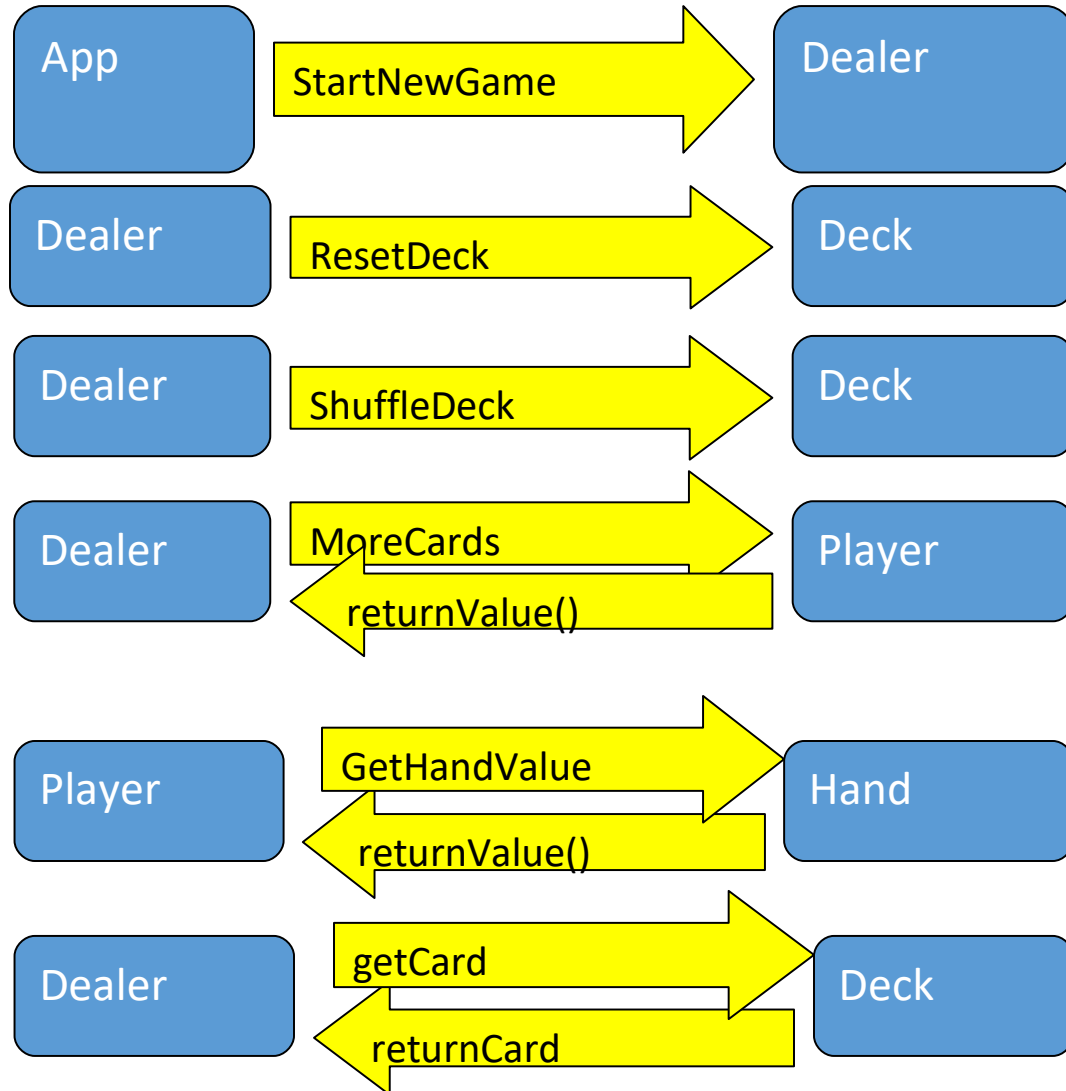 App
StartNewGame
Dealer
Dealer
ResetDeck
Deck
Dealer
ShuffleDeck
Deck
Dealer
MoreCards
Player
returnValue()
Player
GetHandValue
Hand
returnValue()
Dealer
getCard
Deck
returnCard